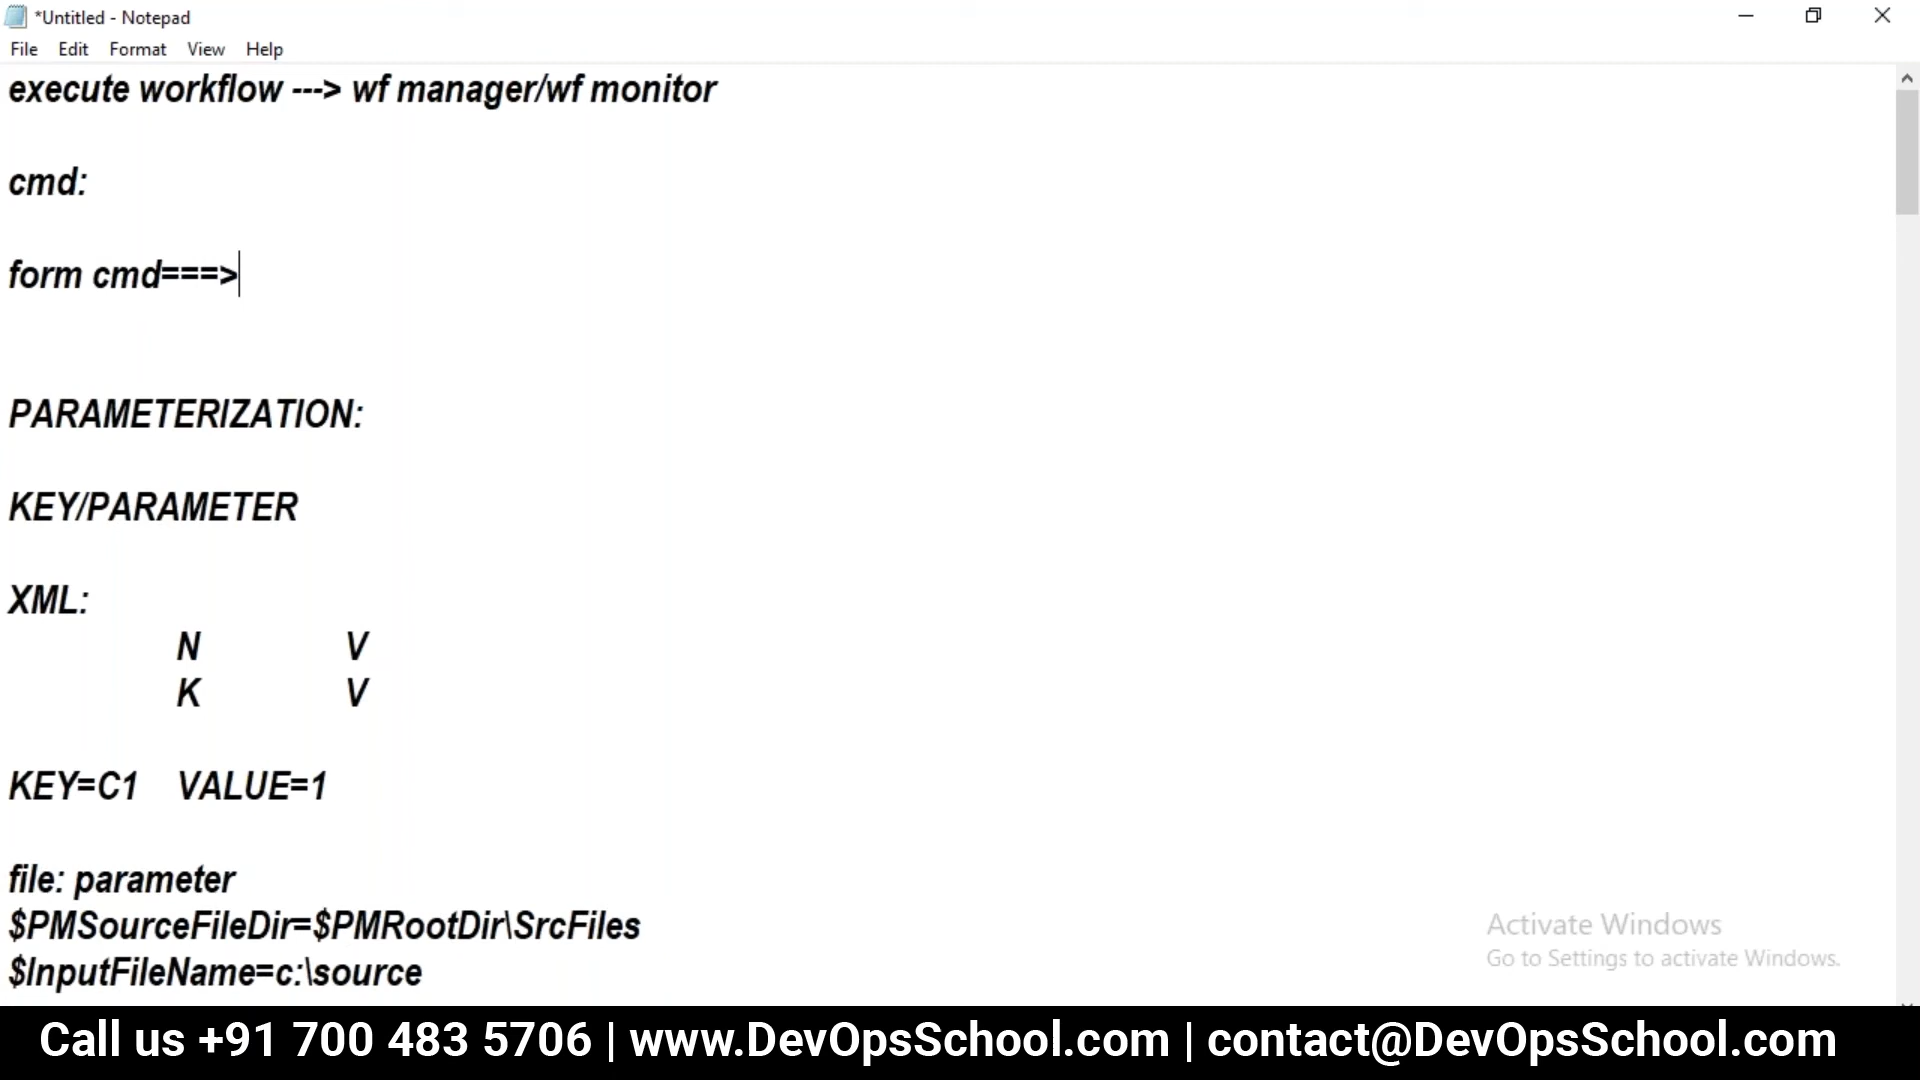 *Untitled - Notepad
File Edit Format View Help
execute workflow ---> wf manager/wf monitor
cmd:
form cmd===>
PARAMETERIZATION:
KEY/PARAMETER
XML:
N V
K V
KEY=C1 VALUE=1
file: parameter
$PMSourceFileDir=$PMRootDir\SrcFiles
$InputFileName=c:\source
Activate Windows
Go to Settings to activate Windows.
Call us +91 700 483 5706 | www.DevOpsSchool.com | contact@DevOpsSchool.com